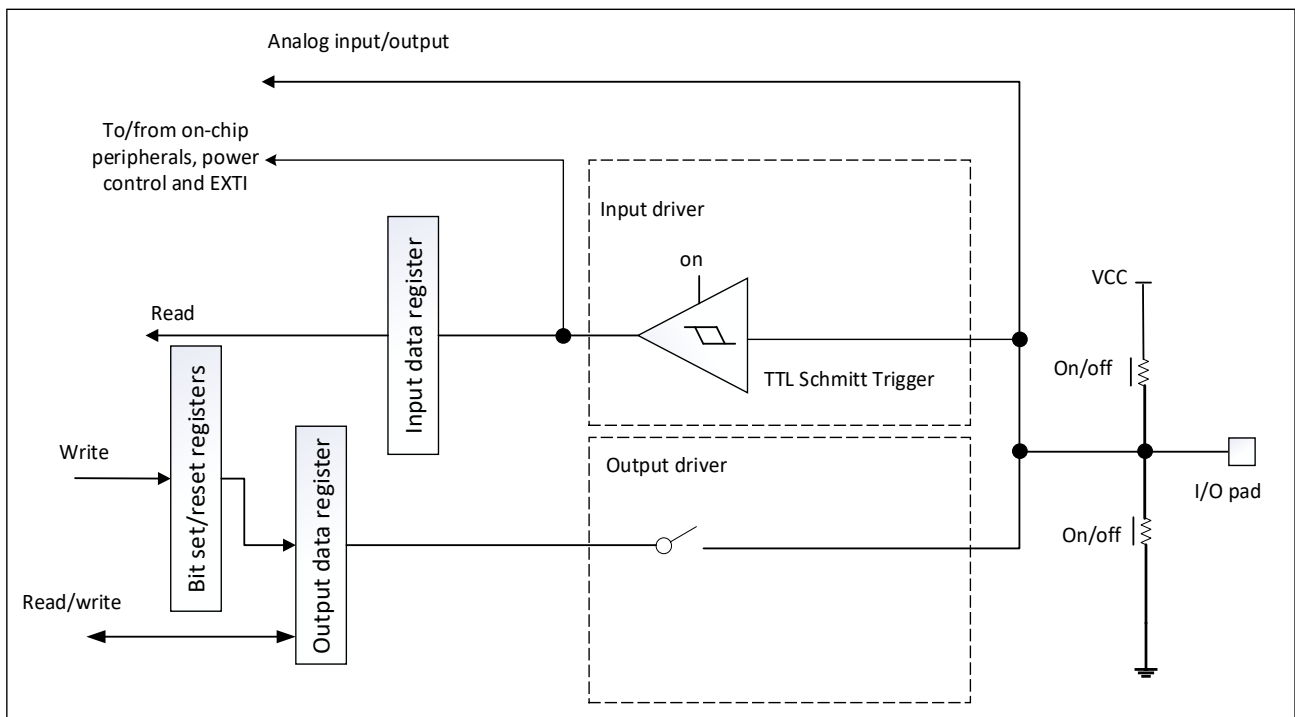 Analog input/output
To/from on-chip
peripherals, power
control and EXTI
Input driver
on
VCC
Input data register
Read
TTL Schmitt Trigger
On/off
Bit set/reset registers
Write
Output data register
Output driver
I/O pad
On/off
Read/write